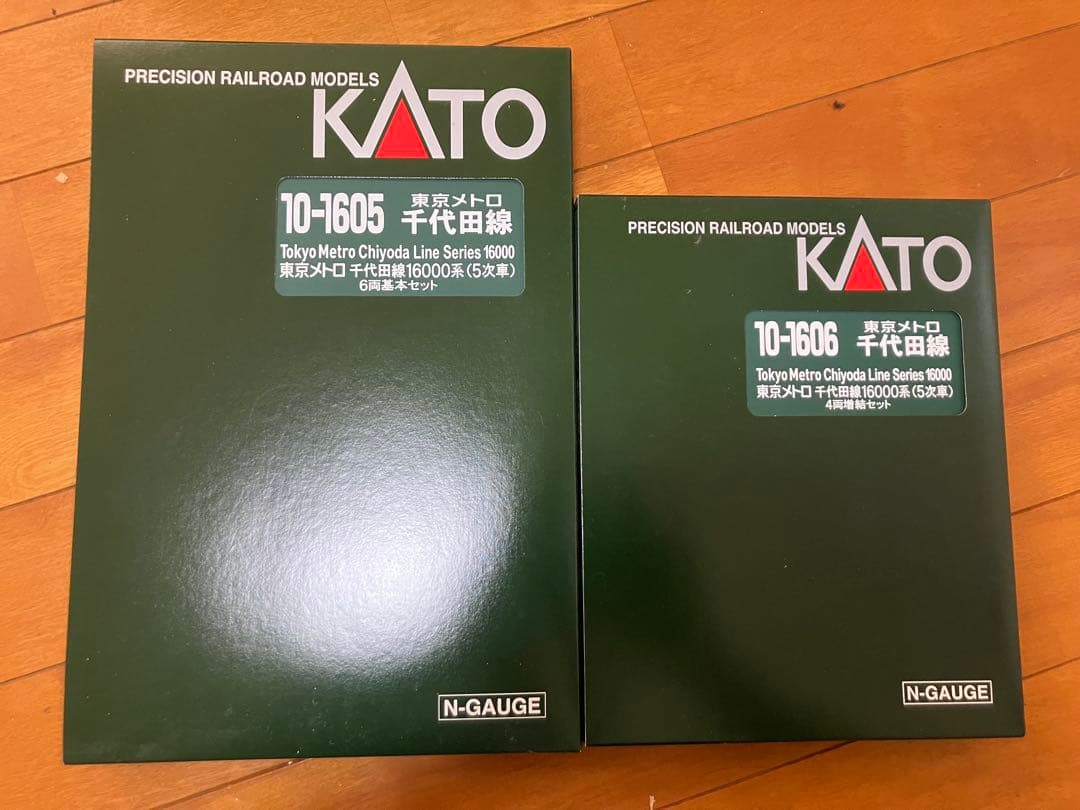 PRECISION RAILROAD MODELS
KATO
10-1605
東京メトロ
千代田線
Tokyo Metro Chiyoda Line Series 16000
東京メトロ 千代田線16000系(5次車)
6両基本セット
N-GAUGE
PRECISION RAILROAD MODELS
KATO
10-1606
東京メトロ
千代田線
Tokyo Metro Chiyoda Line Series 16000
東京メトロ 千代田線16000系(5次車)
4両増結セット
N-GAUGE